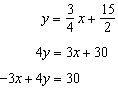 y = 3/4 x + 15/2
4y = 3x + 30
−3x + 4y = 30